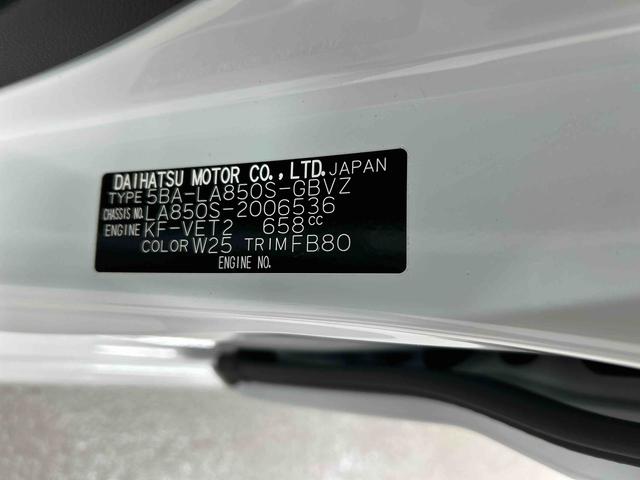 DAIHATSU MOTOR CO.,LTD.JAPAN
TYPE 5BA-LA850S-GBVZ
CHASSIS NO. LA850S-2006536
ENGINE KF-VET2 658cc
COLOR W25 TRIM FB80
ENGINE NO.